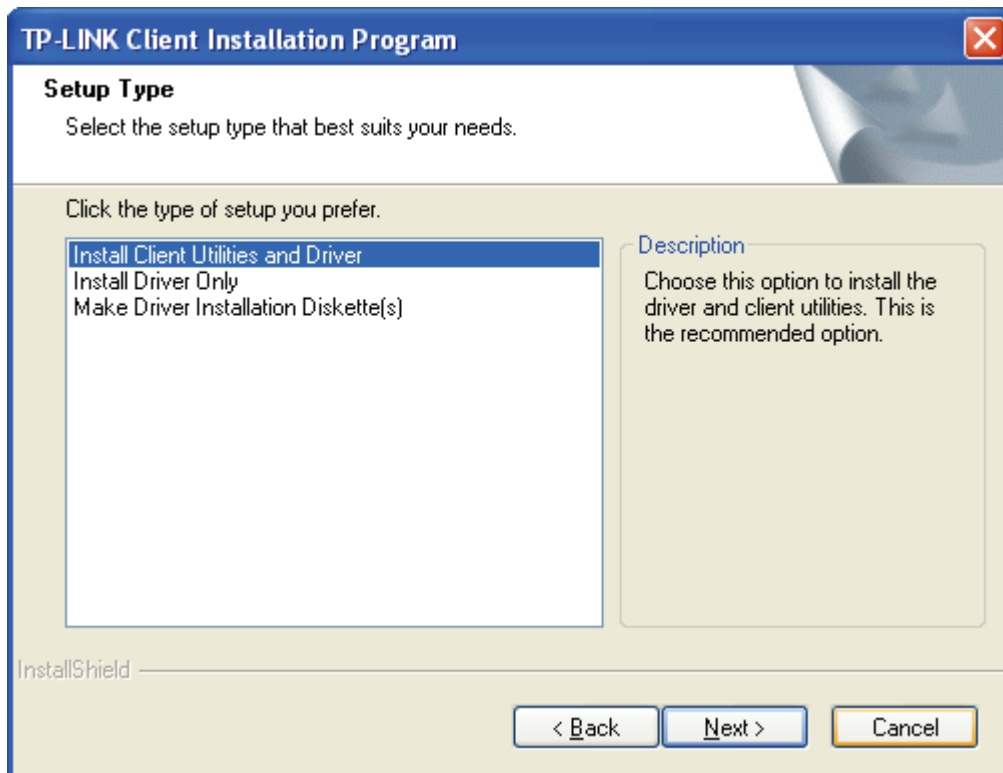 TP-LINK Client Installation Program
Setup Type
Select the setup type that best suits your needs.
Click the type of setup you prefer.
Install Client Utilities and Driver
Install Driver Only
Make Driver Installation Diskette(s)
Description
Choose this option to install the
driver and client utilities. This is
the recommended option.
InstallShield
< Back
Next >
Cancel